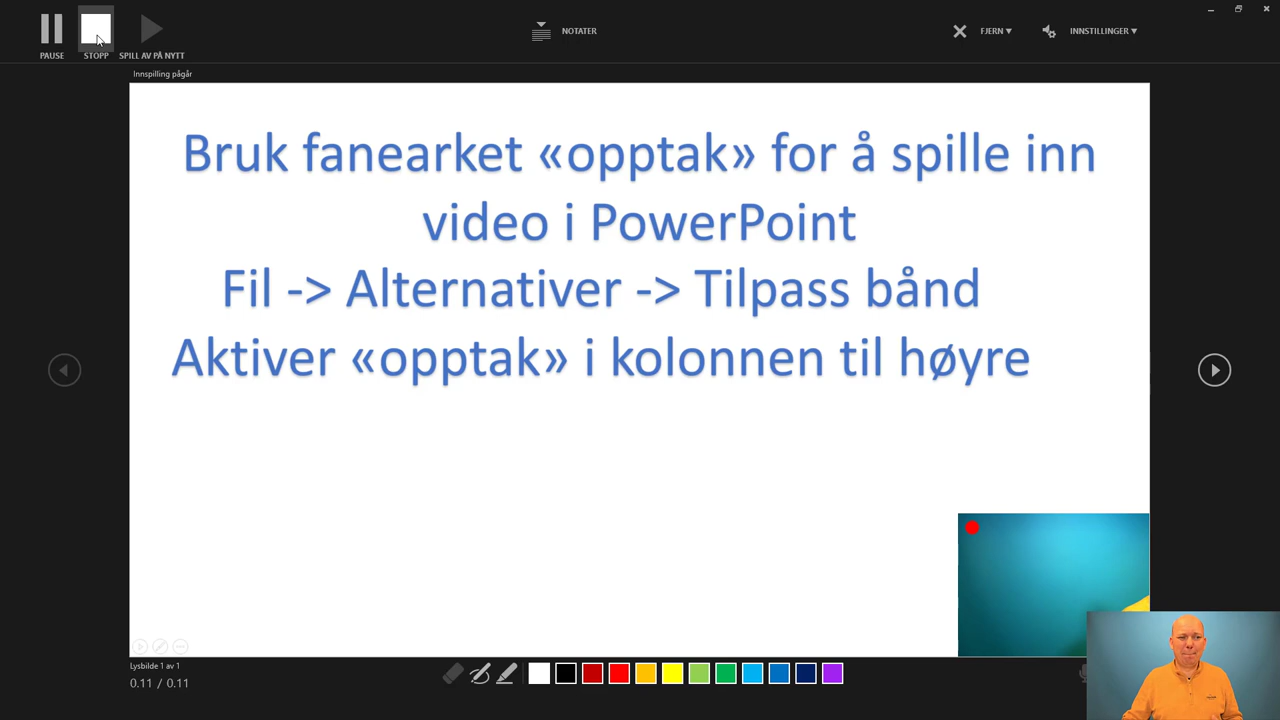 PAUSE
STOPP
SPILL AV PÅ NYTT
NOTATER
FJERN
INNSTILLINGER
Innspilling pågår
Bruk fanearket «opptak» for å spille inn
video i PowerPoint
Fil -> Alternativer -> Tilpass bånd
Aktiver «opptak» i kolonnen til høyre
Lysbilde 1 av 1
0.11 / 0.11